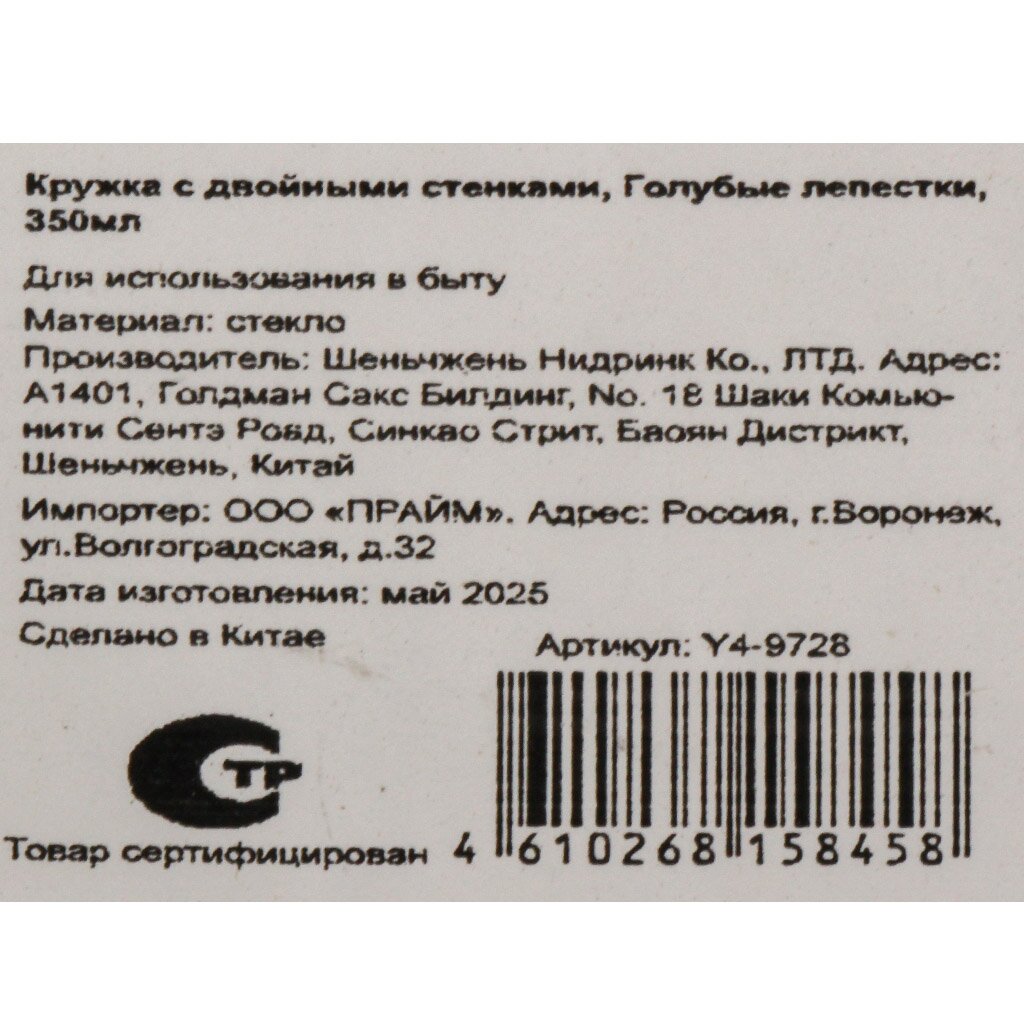 Кружка с двойными стенками, Голубые лепестки,
350мл
Для использования в быту
Материал: стекло
Производитель: Шеньчжень Нидринк Ко., ЛТД. Адрес:
А1401, Голдман Сакс Билдинг, No. 18 Шаки Комью-
нити Сентэ Роад, Синкао Стрит, Баоян Дистрикт,
Шеньчжень, Китай
Импортер: ООО «ПРАЙМ». Адрес: Россия, г.Воронеж,
ул.Волгоградская, д.32
Дата изготовления: май 2025
Сделано в Китае
Артикул: Y4-9728
СТР
Товар сертифицирован
4 610268 158458